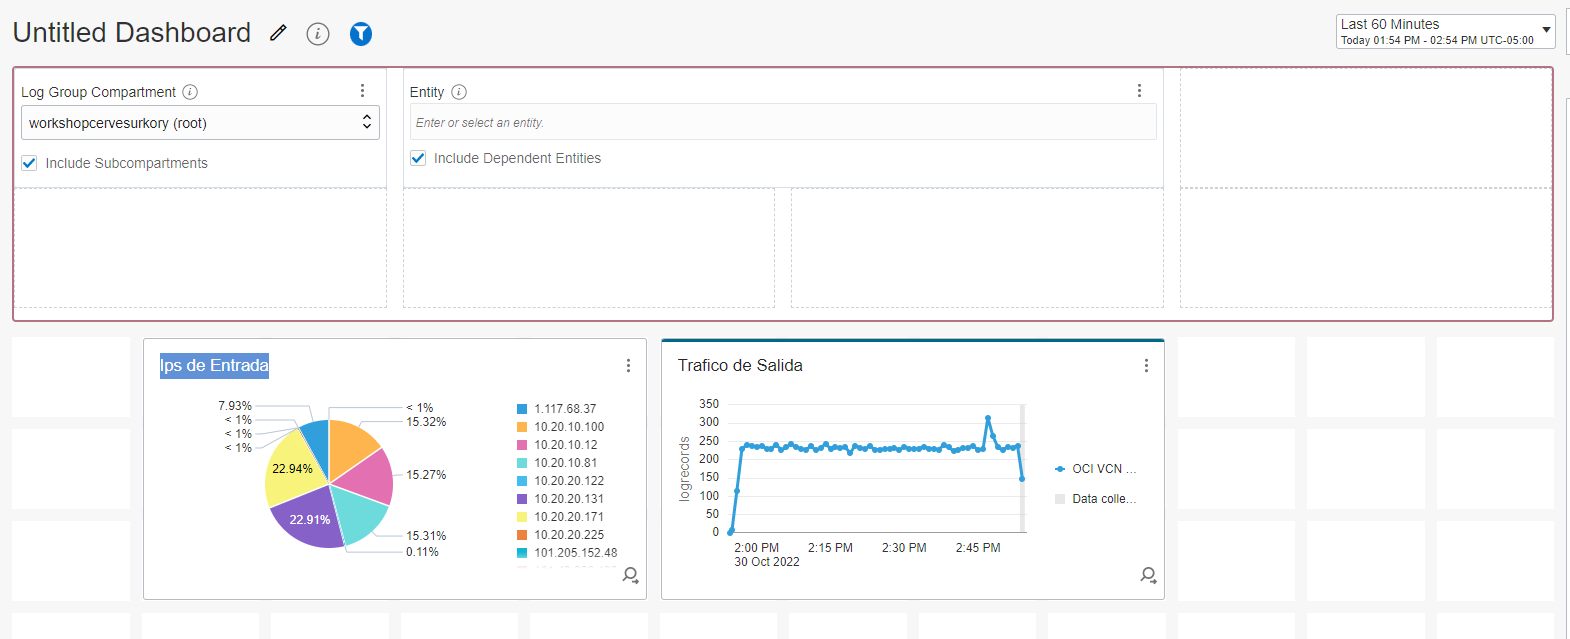 Untitled Dashboard
Last 60 Minutes
Today 01:54 PM - 02:54 PM UTC-05:00
Log Group Compartment
workshopcervesurkory (root)
Include Subcompartments
Entity
Enter or select an entity.
Include Dependent Entities
Ips de Entrada
7.93%
< 1%
< 1%
< 1%
< 1%
15.32%
15.27%
15.31%
0.11%
22.94%
22.91%
1.117.68.37
10.20.10.100
10.20.10.12
10.20.10.81
10.20.20.122
10.20.20.131
10.20.20.171
10.20.20.225
101.205.152.48
Trafico de Salida
logrecords
350
300
250
200
150
100
50
0
2:00 PM
2:15 PM
2:30 PM
2:45 PM
30 Oct 2022
OCI VCN ...
Data colle...